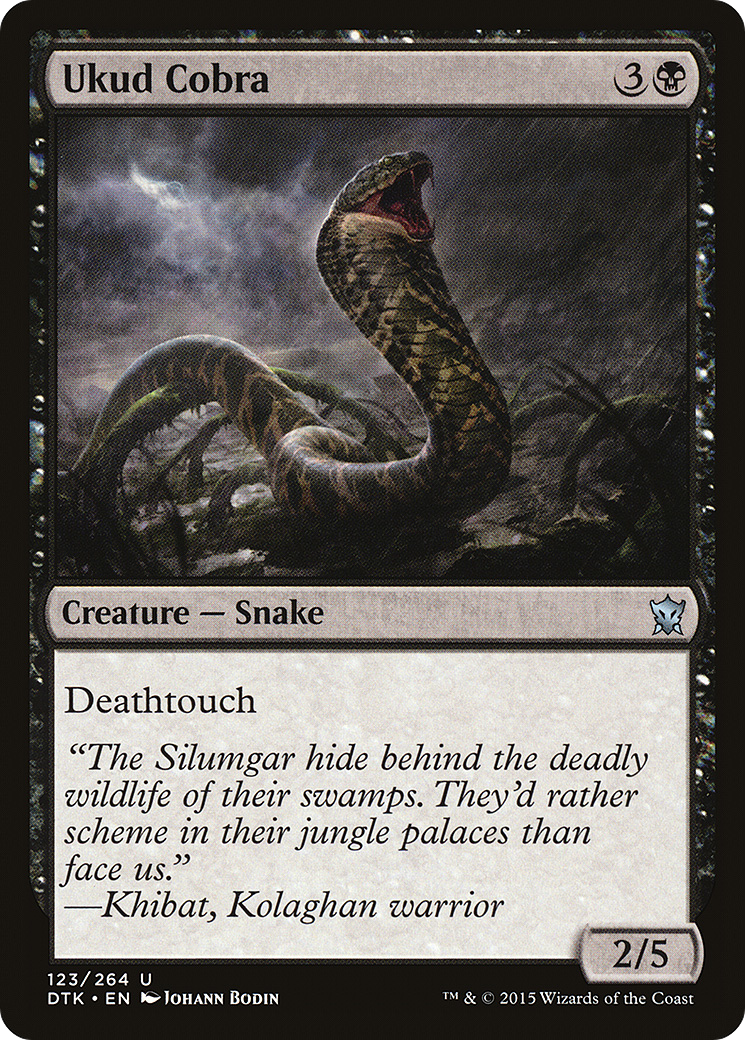 Ukud Cobra 3
Creature — Snake
Deathtouch
“The Silumgar hide behind the deadly
wildlife of their swamps. They’d rather
scheme in their jungle palaces than
face us.”
—Khibat, Kolaghan warrior
2/5
123/264 U
DTK • EN Johann Bodin
™ & © 2015 Wizards of the Coast